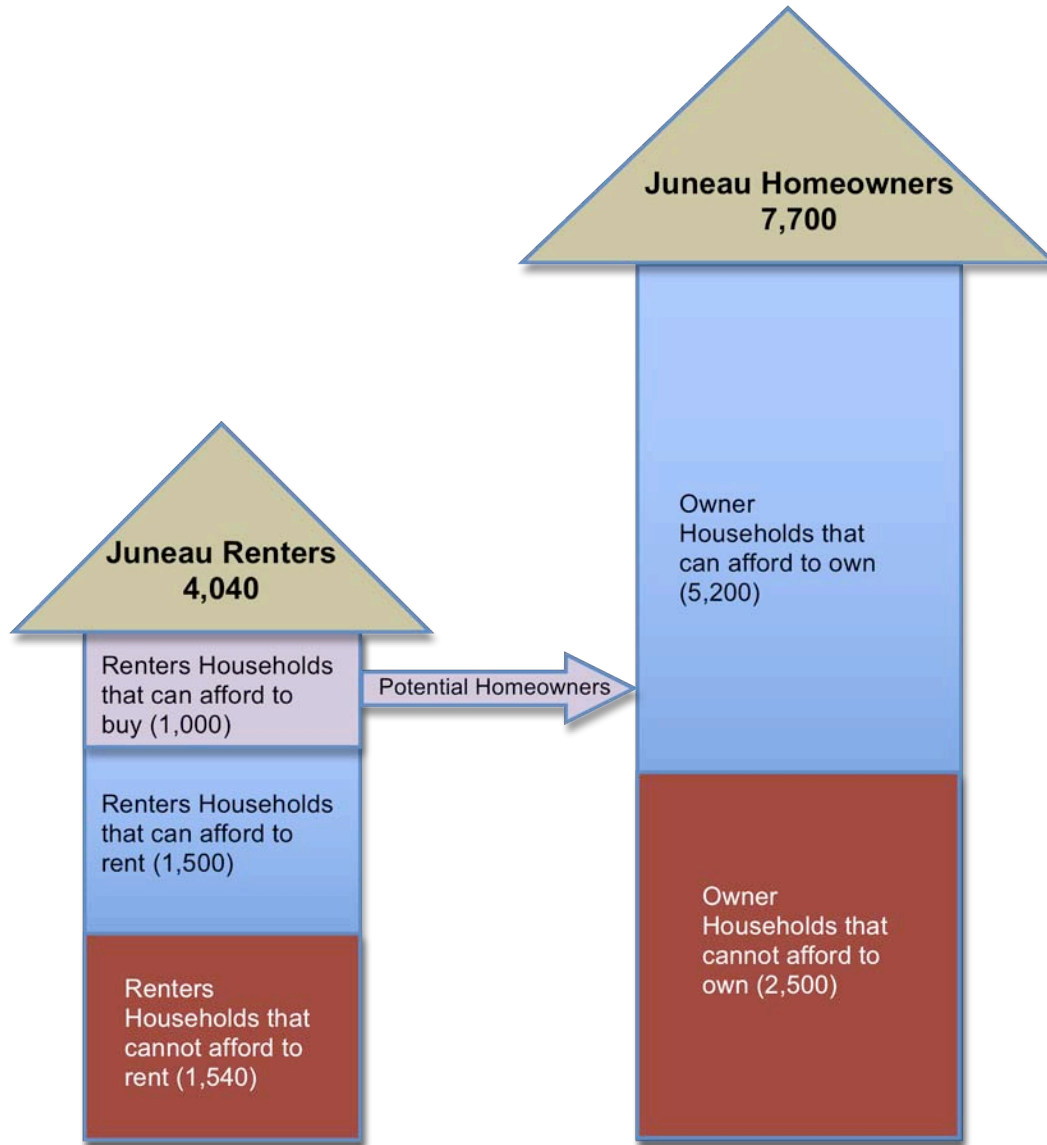 Juneau Homeowners
7,700
Owner
Households that
can afford to own
(5,200)
Juneau Renters
4,040
Renters Households
that can afford to
buy (1,000)
Potential Homeowners
Renters Households
that can afford to
rent (1,500)
Owner
Households that
cannot afford to
own (2,500)
Renters
Households that
cannot afford to
rent (1,540)